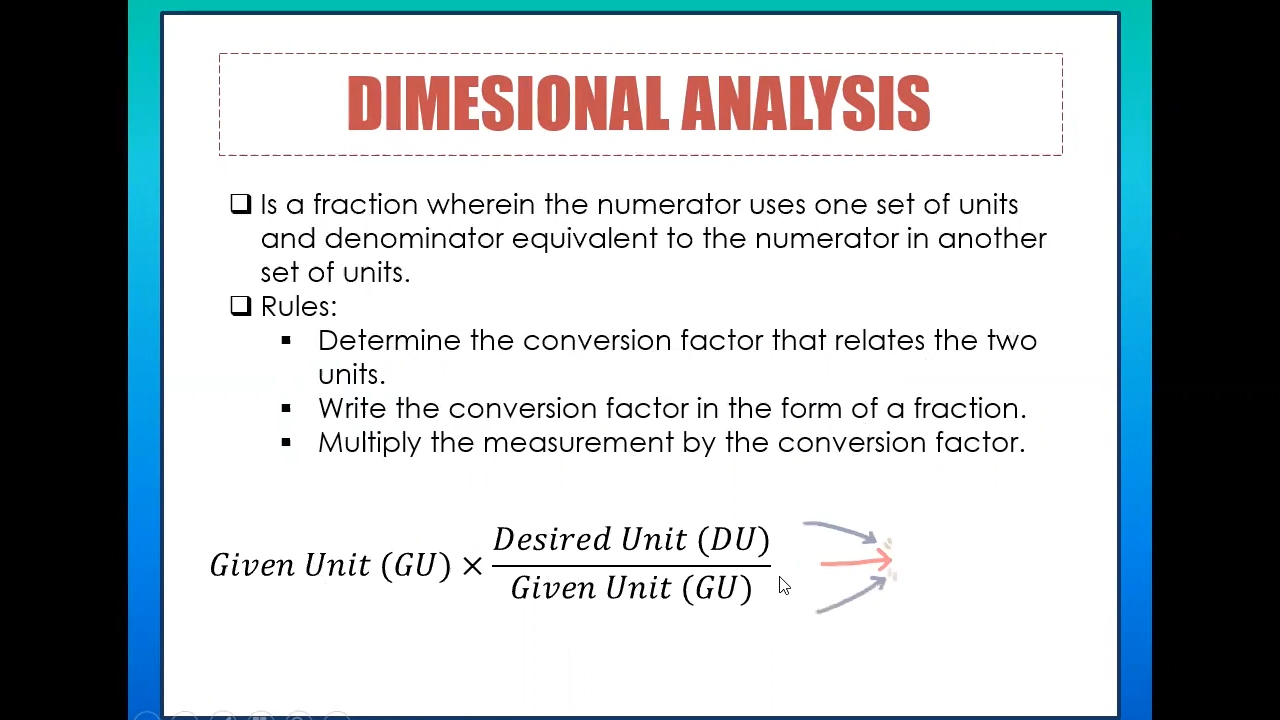 DIMESIONAL ANALYSIS
❑ Is a fraction wherein the numerator uses one set of units
and denominator equivalent to the numerator in another
set of units.
❑ Rules:
▪ Determine the conversion factor that relates the two
units.
▪ Write the conversion factor in the form of a fraction.
▪ Multiply the measurement by the conversion factor.
Desired Unit (DU)
Given Unit (GU) ×
Given Unit (GU)